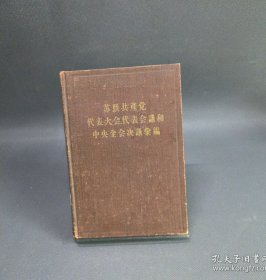 苏联共产党
代表大会代表会议和
中央全会决议汇编
孔夫子旧书网